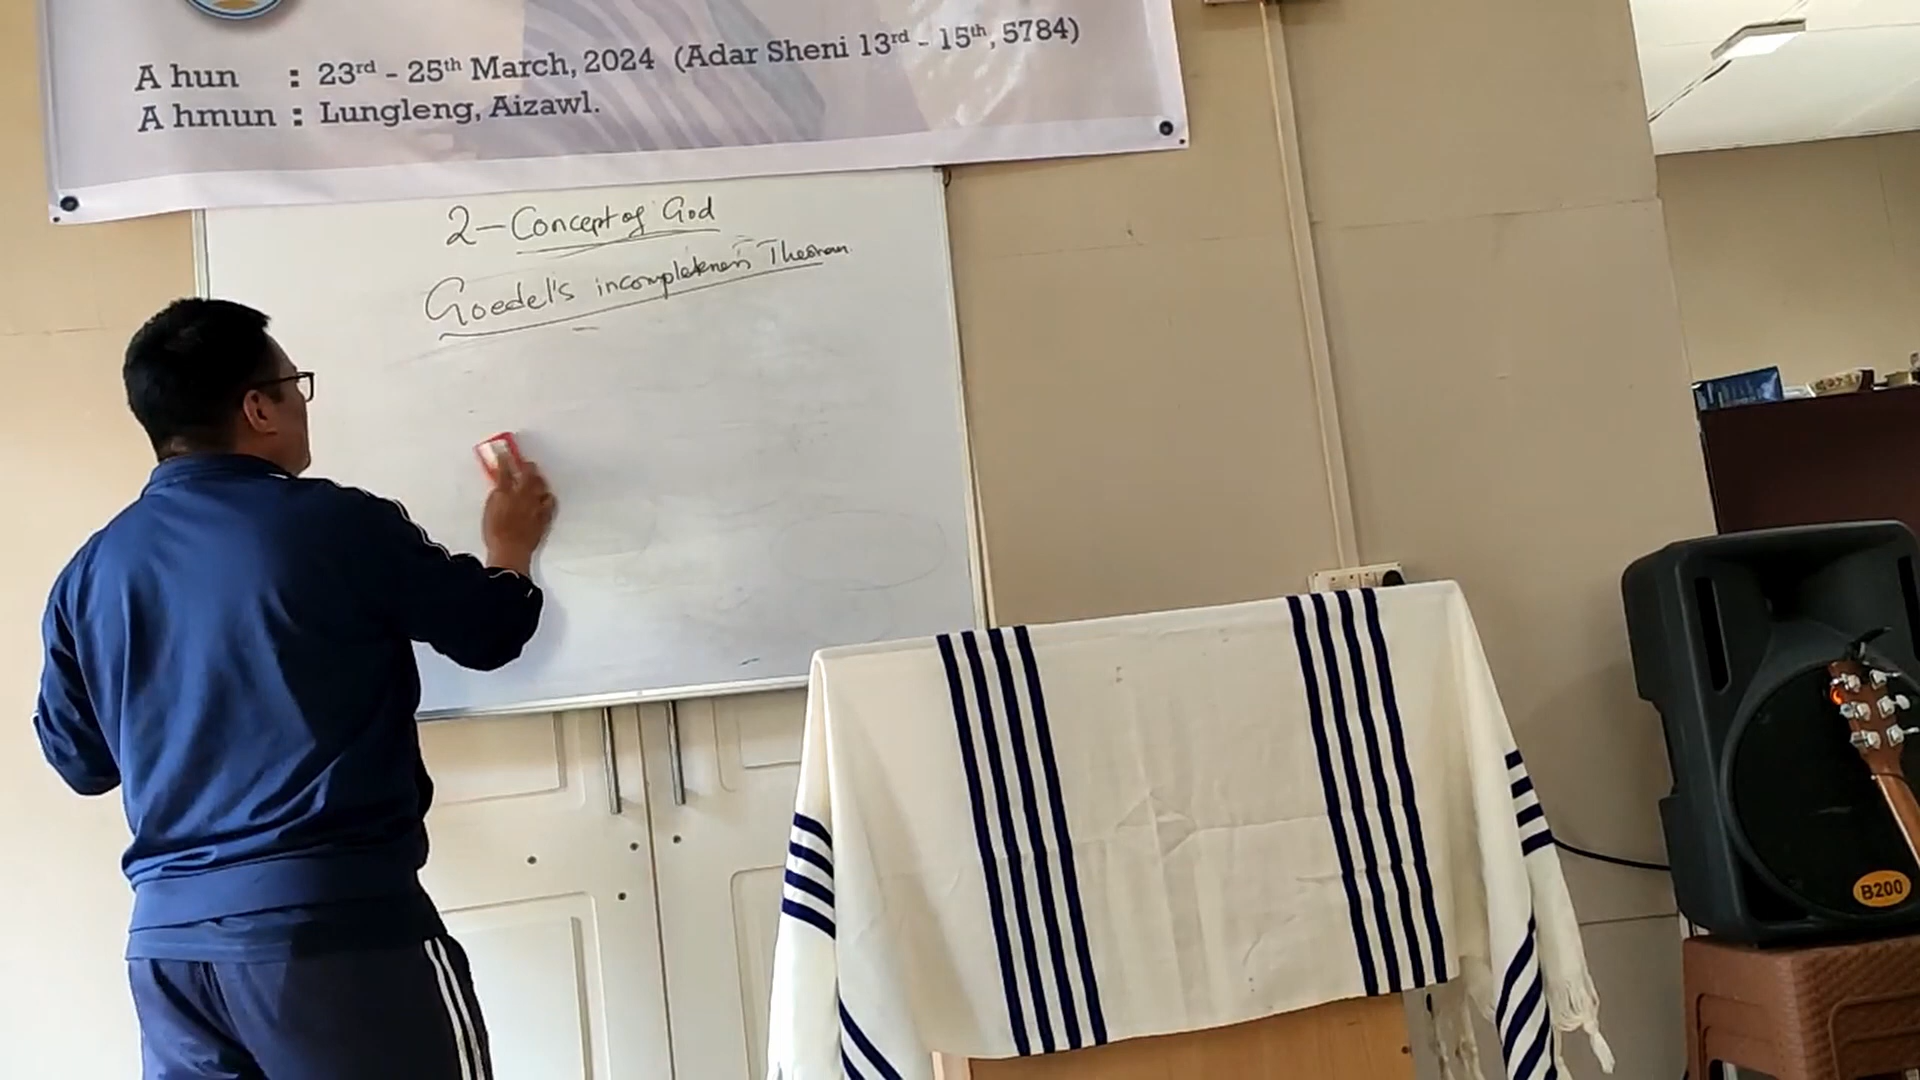 A hun : 23rd - 25th March, 2024 (Adar Sheni 13rd - 15th, 5784)
A hmun : Lungleng, Aizawl.
2 - Concept of God
Goedel's incompleteness Theorem
B200